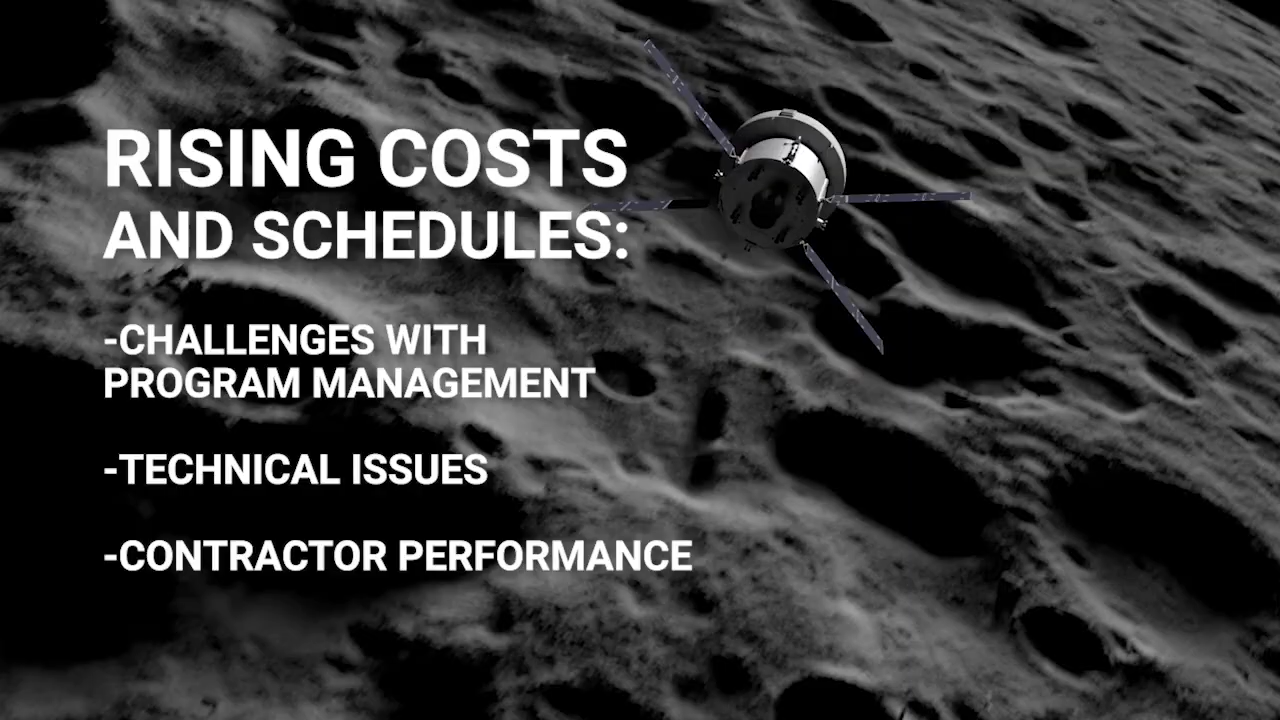 RISING COSTS
AND SCHEDULES:
-CHALLENGES WITH
PROGRAM MANAGEMENT
-TECHNICAL ISSUES
-CONTRACTOR PERFORMANCE